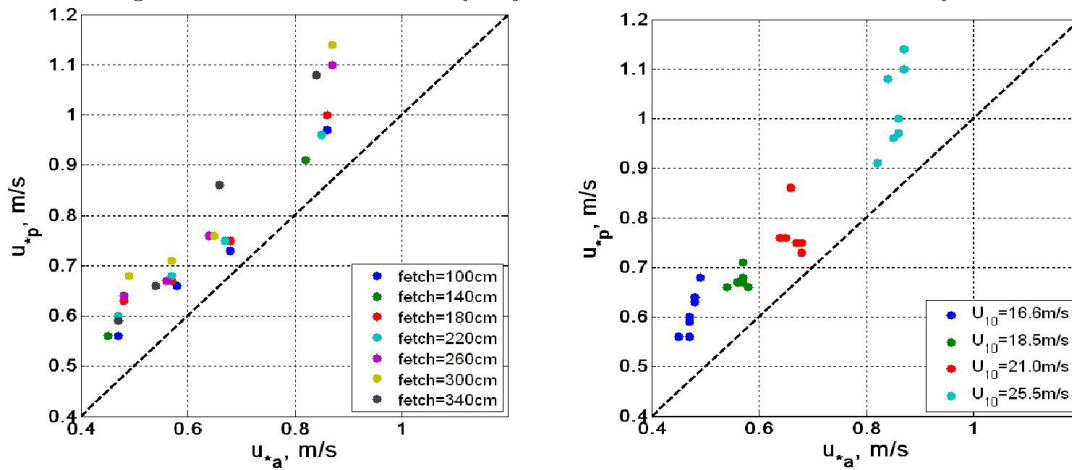 1.2
1.1
1
0.9
0.8
0.7
0.6
0.5
0.4
0.4 0.6 0.8 1
u*p, m/s
u*a, m/s
fetch=100cm
fetch=140cm
fetch=180cm
fetch=220cm
fetch=260cm
fetch=300cm
fetch=340cm
1.2
1.1
1
0.9
0.8
0.7
0.6
0.5
0.4
0.4 0.6 0.8 1
u*p, m/s
u*a, m/s
U10=16.6m/s
U10=18.5m/s
U10=21.0m/s
U10=25.5m/s